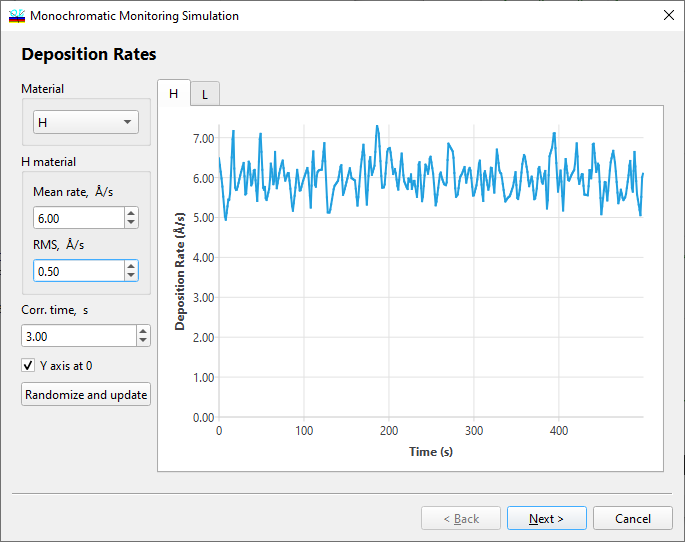 Monochromatic Monitoring Simulation
Deposition Rates
Material
H
H material
Mean rate, Å/s
6.00
RMS, Å/s
0.50
Corr. time, s
3.00
Y axis at 0
Randomize and update
H L
7.00
6.00
5.00
4.00
3.00
2.00
1.00
0.00
0 100 200 300 400
Deposition Rate (Å/s)
Time (s)
< Back Next > Cancel